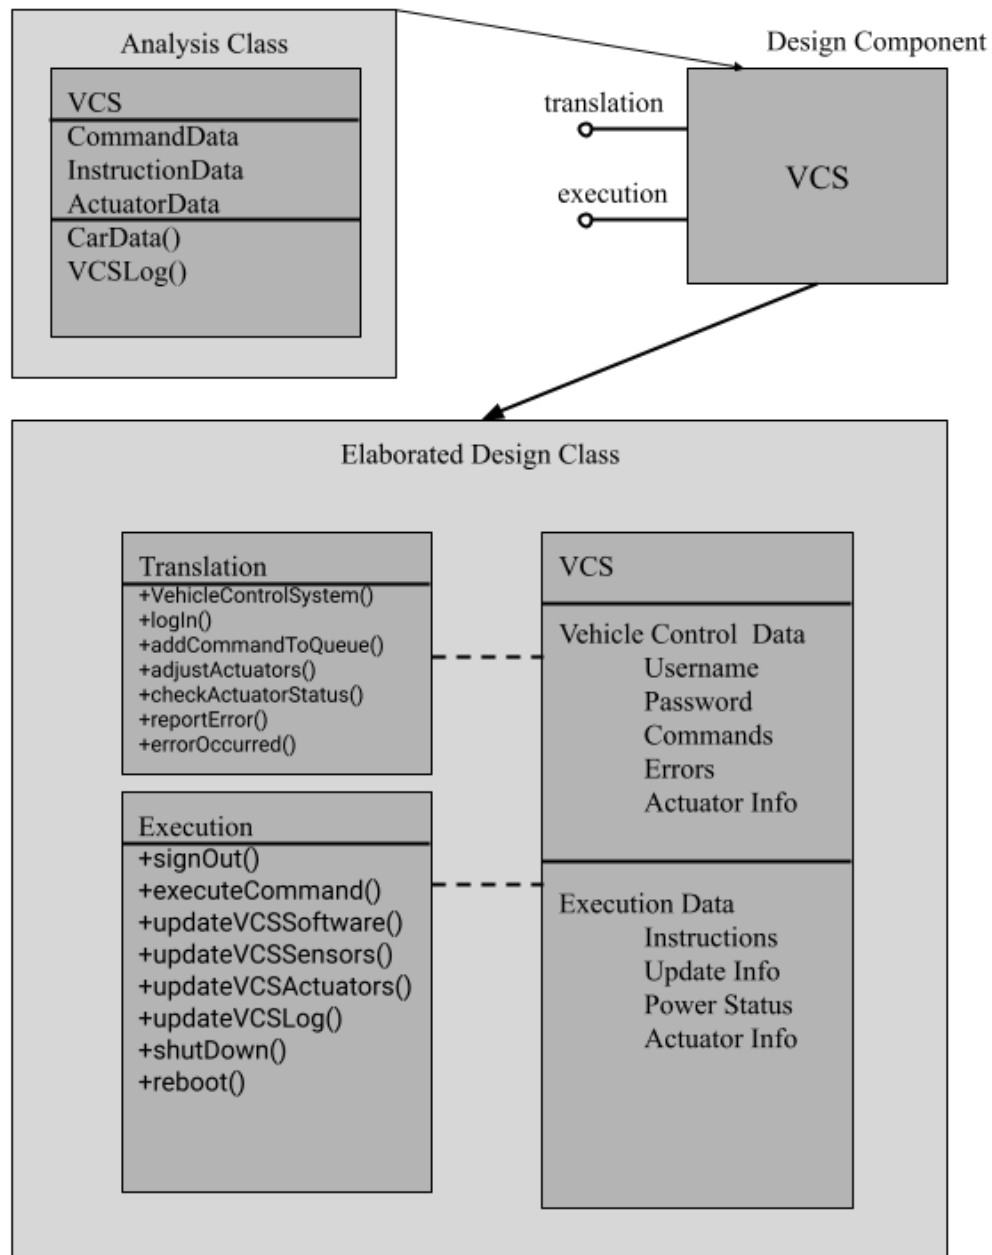 Analysis Class
VCS
CommandData
InstructionData
ActuatorData
CarData()
VCSLog()
Design Component
translation
execution
VCS
Elaborated Design Class
Translation
+VehicleControlSystem()
+logIn()
+addCommandToQueue()
+adjustActuators()
+checkActuatorStatus()
+reportError()
+errorOccurred()
Execution
+signOut()
+executeCommand()
+updateVCSSoftware()
+updateVCSSensors()
+updateVCSActuators()
+updateVCSLog()
+shutDown()
+reboot()
VCS
Vehicle Control Data
Username
Password
Commands
Errors
Actuator Info
Execution Data
Instructions
Update Info
Power Status
Actuator Info